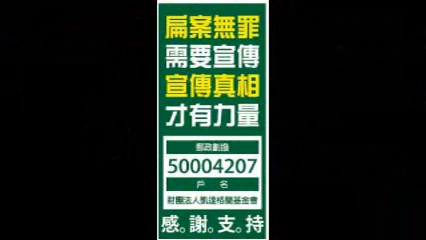 扁案無罪
需要宣傳
宣傳真相
才有力量
郵政劃撥
50004207
戶名
財團法人凱達格蘭基金會
感。謝。支。持